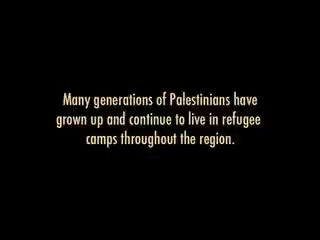 Many generations of Palestinians have
grown up and continue to live in refugee
camps throughout the region.